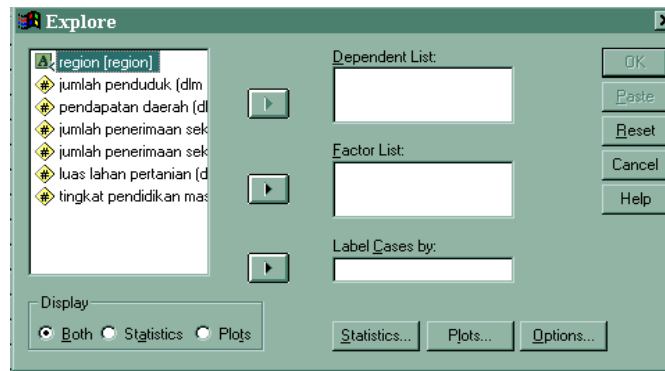 Explore
region [region]
jumlah penduduk (dlm
pendapatan daerah (dl
jumlah penerimaan sek
jumlah penerimaan sek
luas lahan pertanian (d
tingkat pendidikan mas
Display
Both Statistics Plots
Dependent List:
Factor List:
Label Cases by:
Statistics... Plots... Options...
OK
Paste
Reset
Cancel
Help